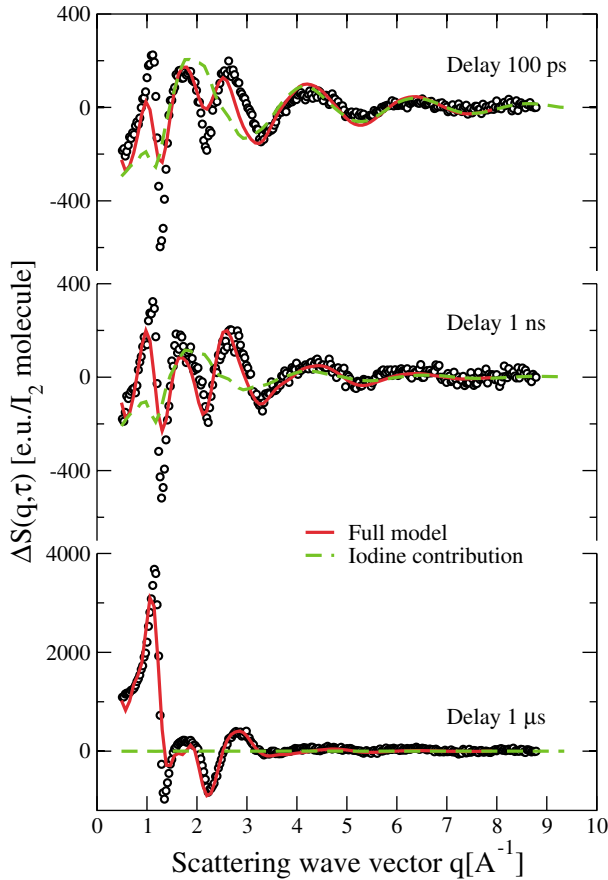 400
Delay 100 ps
0
-400
400
Delay 1 ns
0
-400
ΔS(q,τ) [e.u./I₂ molecule]
Full model
Iodine contribution
4000
2000
Delay 1 μs
0
0 1 2 3 4 5 6 7 8 9 10
Scattering wave vector q[A⁻¹]